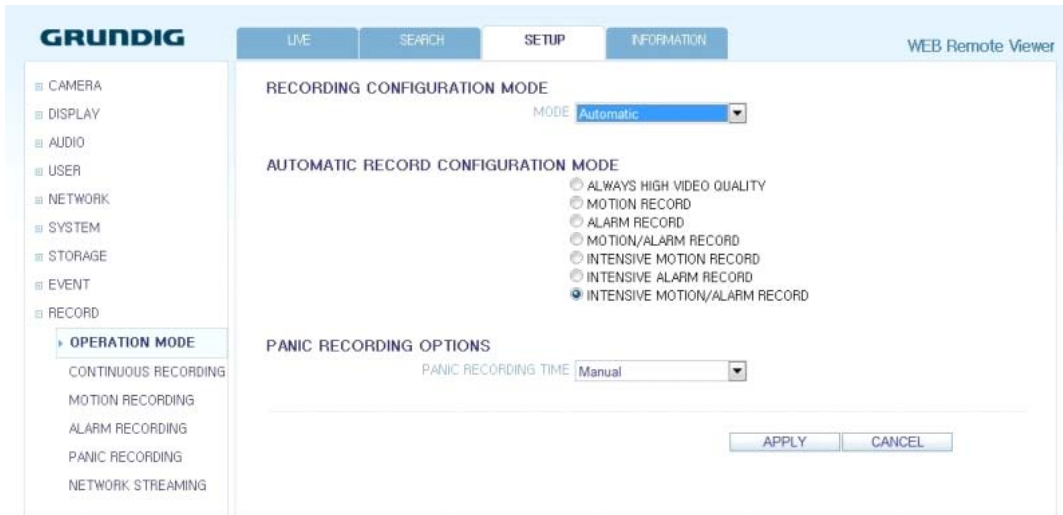 GRUNDIG
LIVE SEARCH SETUP INFORMATION
WEB Remote Viewer
CAMERA
DISPLAY
AUDIO
USER
NETWORK
SYSTEM
STORAGE
EVENT
RECORD
OPERATION MODE
CONTINUOUS RECORDING
MOTION RECORDING
ALARM RECORDING
PANIC RECORDING
NETWORK STREAMING
RECORDING CONFIGURATION MODE
MODE Automatic
AUTOMATIC RECORD CONFIGURATION MODE
ALWAYS HIGH VIDEO QUALITY
MOTION RECORD
ALARM RECORD
MOTION/ALARM RECORD
INTENSIVE MOTION RECORD
INTENSIVE ALARM RECORD
INTENSIVE MOTION/ALARM RECORD
PANIC RECORDING OPTIONS
PANIC RECORDING TIME Manual
APPLY CANCEL